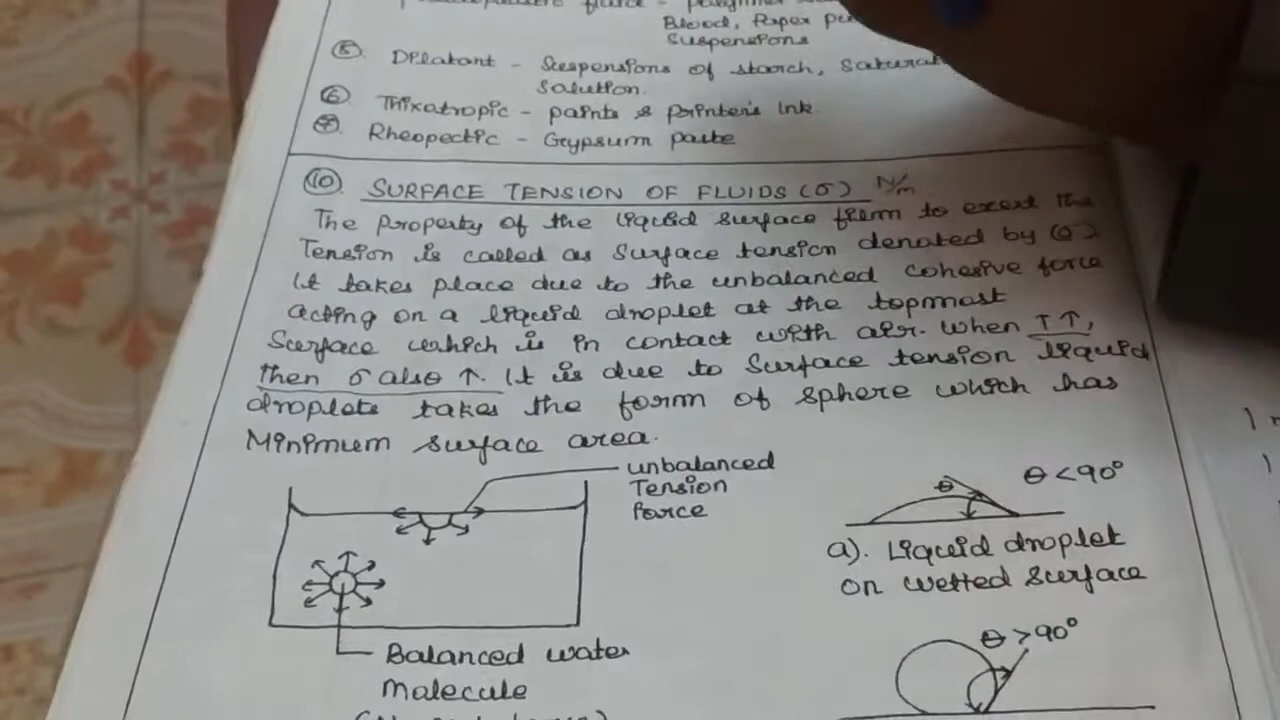 fluid - polymer
Blood, Paper
Suspensions
⑤. Dilatant - Suspensions of starch,
Solution.
⑥ Thixatropic - paints & printer's Ink.
⑦. Rheopectic - Gypsum paste
⑩. SURFACE TENSION OF FLUIDS (σ) N/m
The property of the liquid surface film to exert the
Tension is called as Surface tension denated by (σ).
It takes place due to the unbalanced cohesive force
acting on a liquid droplet at the topmost
Surface which is in contact with air. When T ↑,
then σ also ↑. It is due to Surface tension liquid
droplets takes the form of sphere which has
Minimum surface area.
unbalanced
Tension
force
θ θ < 90°
a). Liquid droplet
on wetted surface
θ > 90°
Balanced water
Malecule